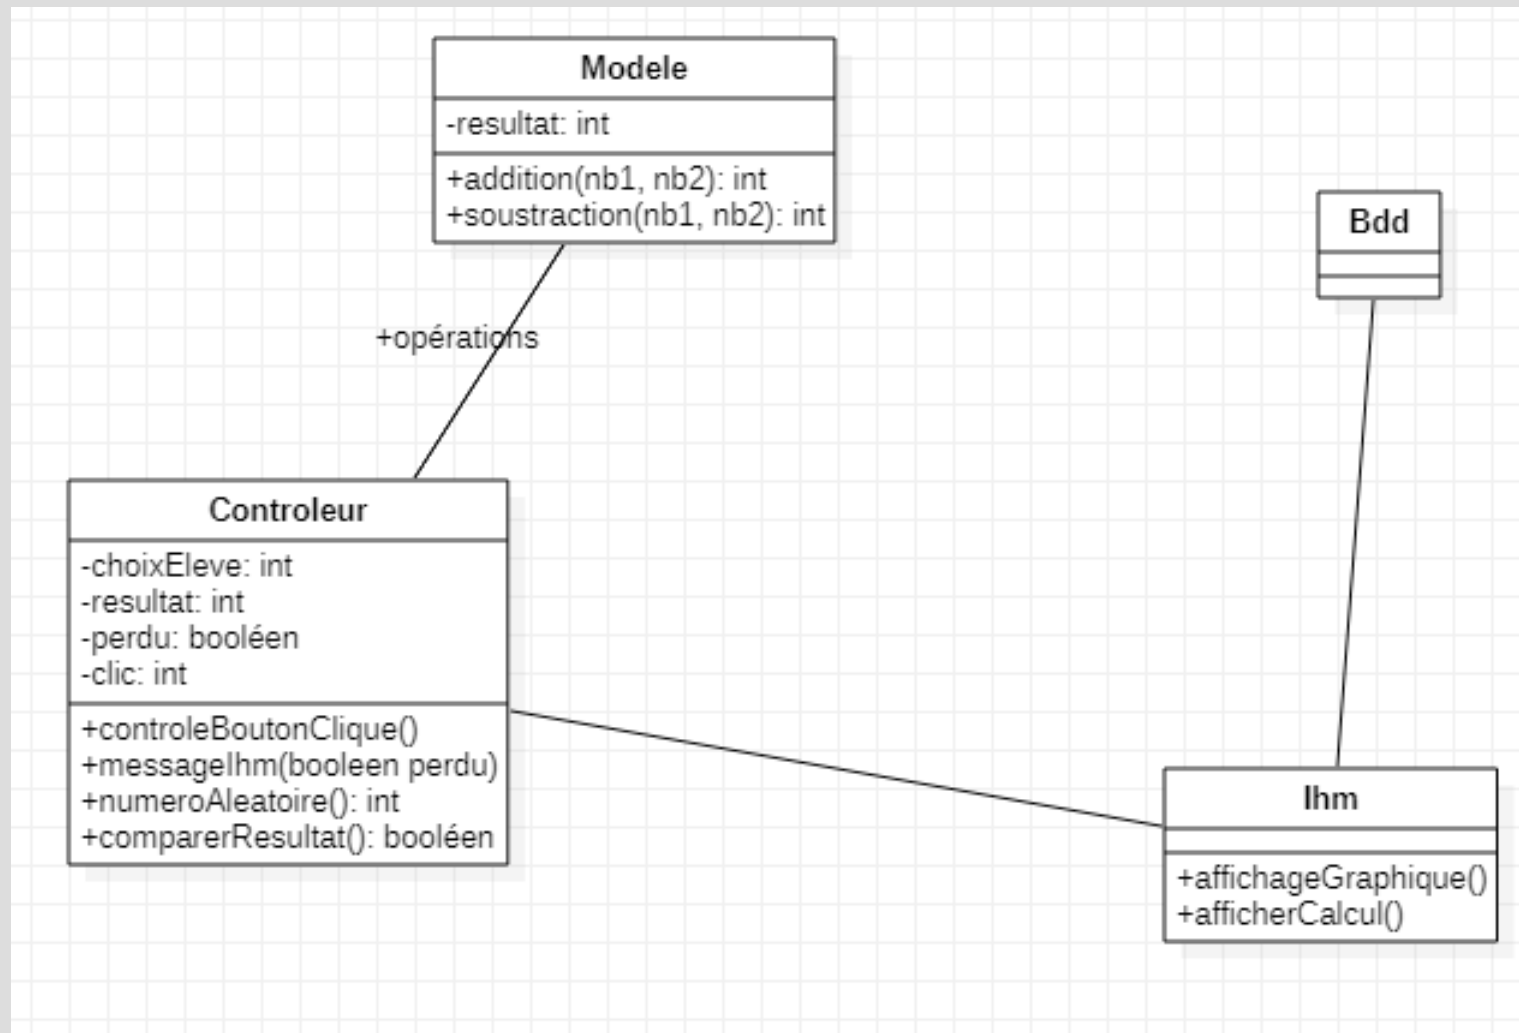 Modele
-resultat: int
+addition(nb1, nb2): int
+soustraction(nb1, nb2): int
Bdd
+opérations
Controleur
-choixEleve: int
-resultat: int
-perdu: booléen
-clic: int
+controleBoutonClique()
+messageIhm(booleen perdu)
+numeroAleatoire(): int
+comparerResultat(): booléen
Ihm
+affichageGraphique()
+afficherCalcul()